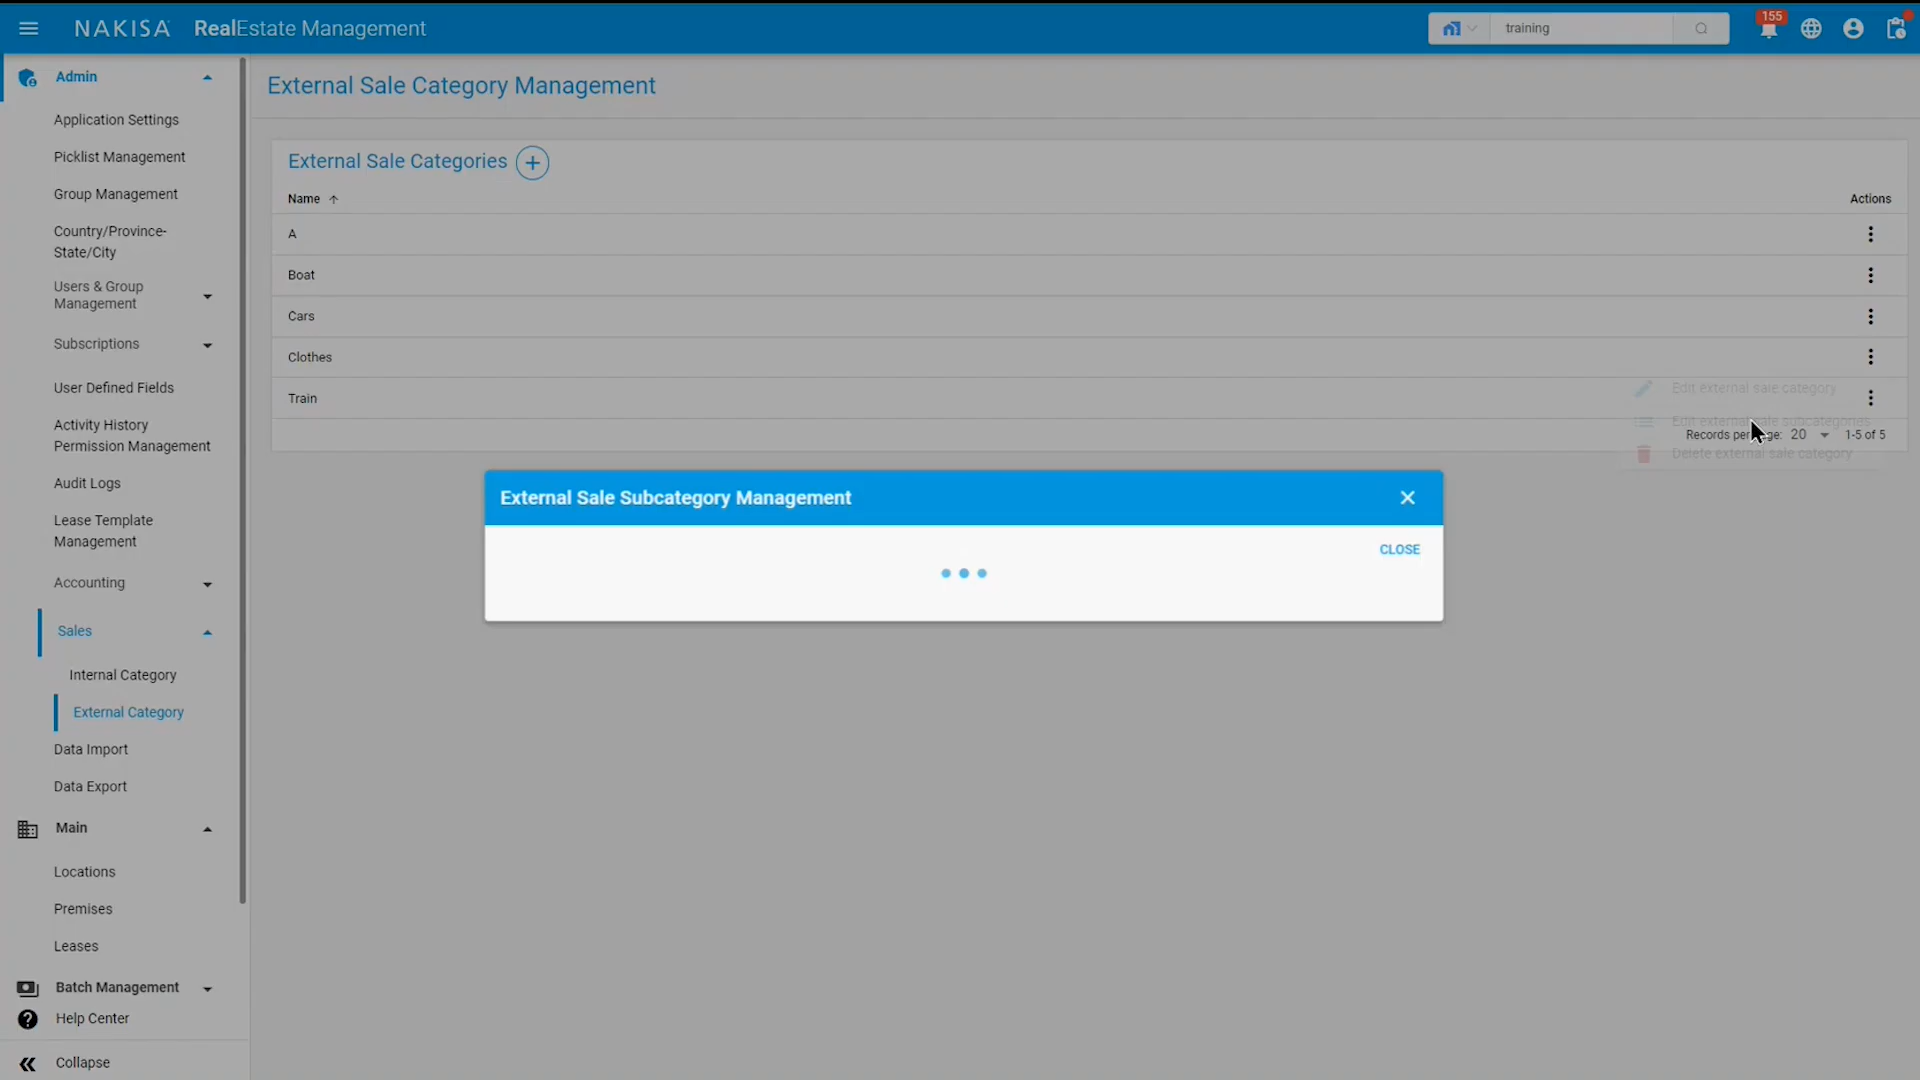 NAKISA RealEstate Management
training
155
Admin
Application Settings
Picklist Management
Group Management
Country/Province-
State/City
Users & Group
Management
Subscriptions
User Defined Fields
Activity History
Permission Management
Audit Logs
Lease Template
Management
Accounting
Sales
Internal Category
External Category
Data Import
Data Export
Main
Locations
Premises
Leases
Batch Management
Help Center
Collapse
External Sale Category Management
External Sale Categories
Name
Actions
A
Boat
Cars
Clothes
Train
Edit external sale category
Edit external sale subcategories
Records per page: 20 1-5 of 5
Delete external sale category
External Sale Subcategory Management
CLOSE